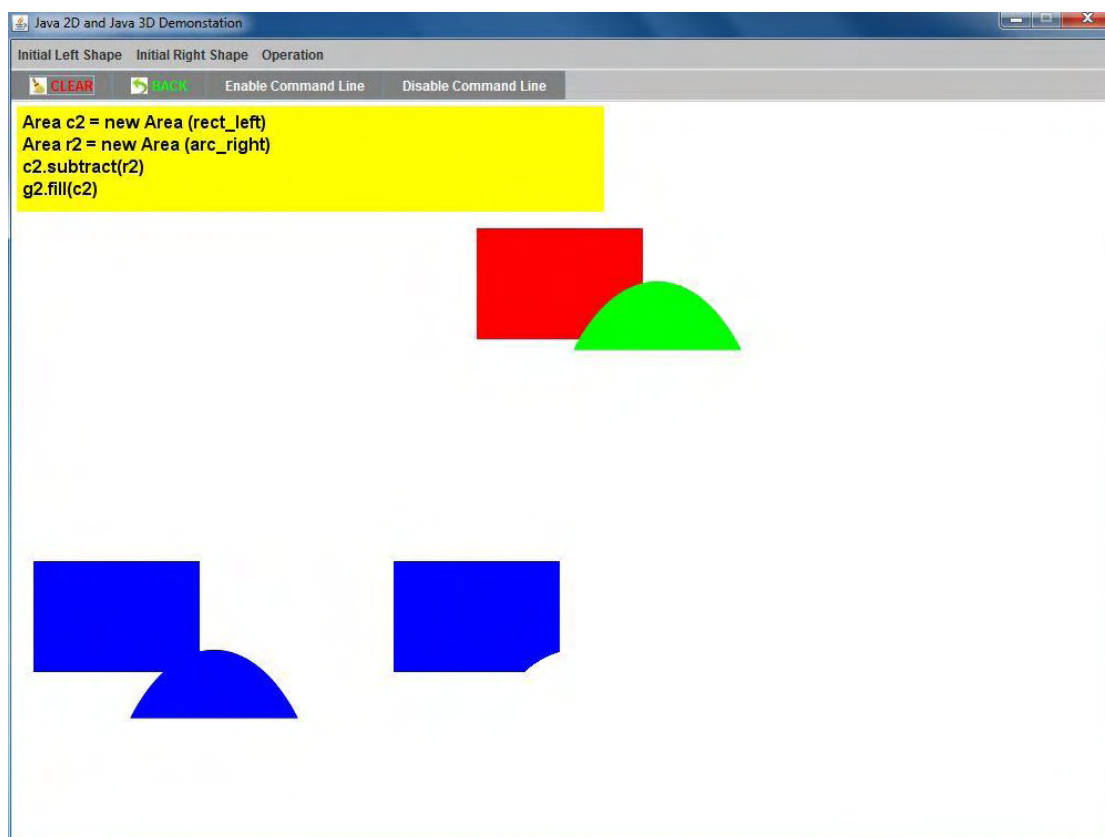 Java 2D and Java 3D Demonstation
Initial Left Shape Initial Right Shape Operation
CLEAR BACK Enable Command Line Disable Command Line
Area c2 = new Area (rect_left)
Area r2 = new Area (arc_right)
c2.subtract(r2)
g2.fill(c2)